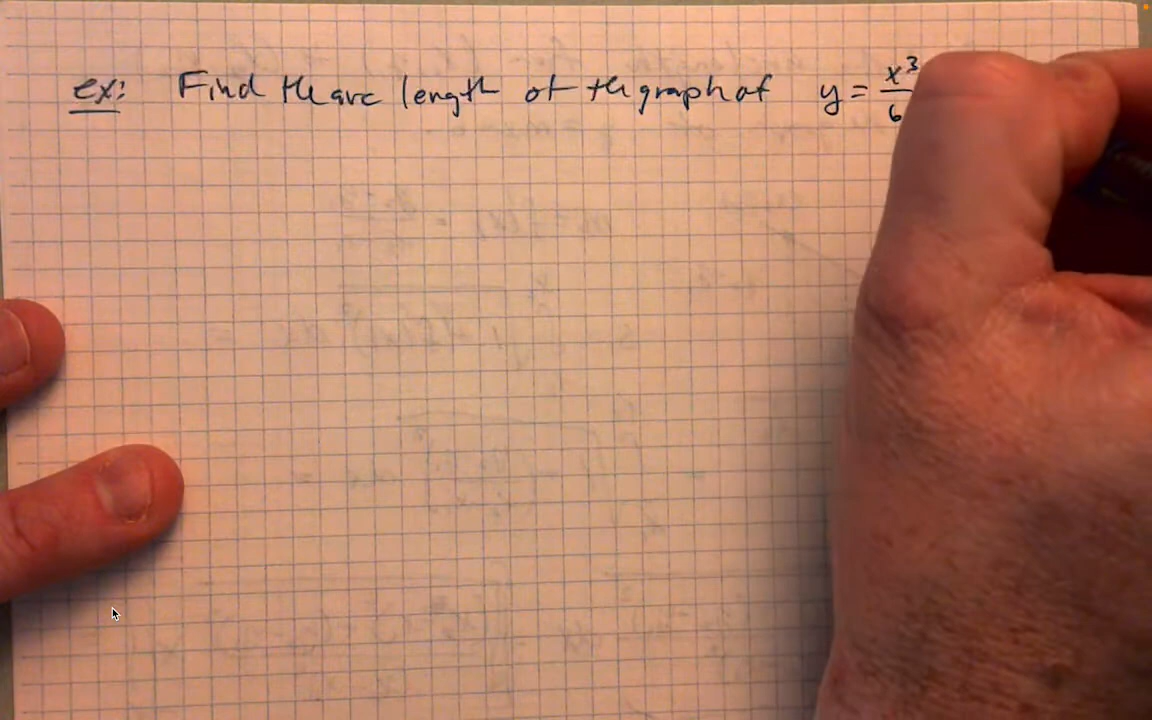 ex: Find the arc length of the graph of y = x³/6